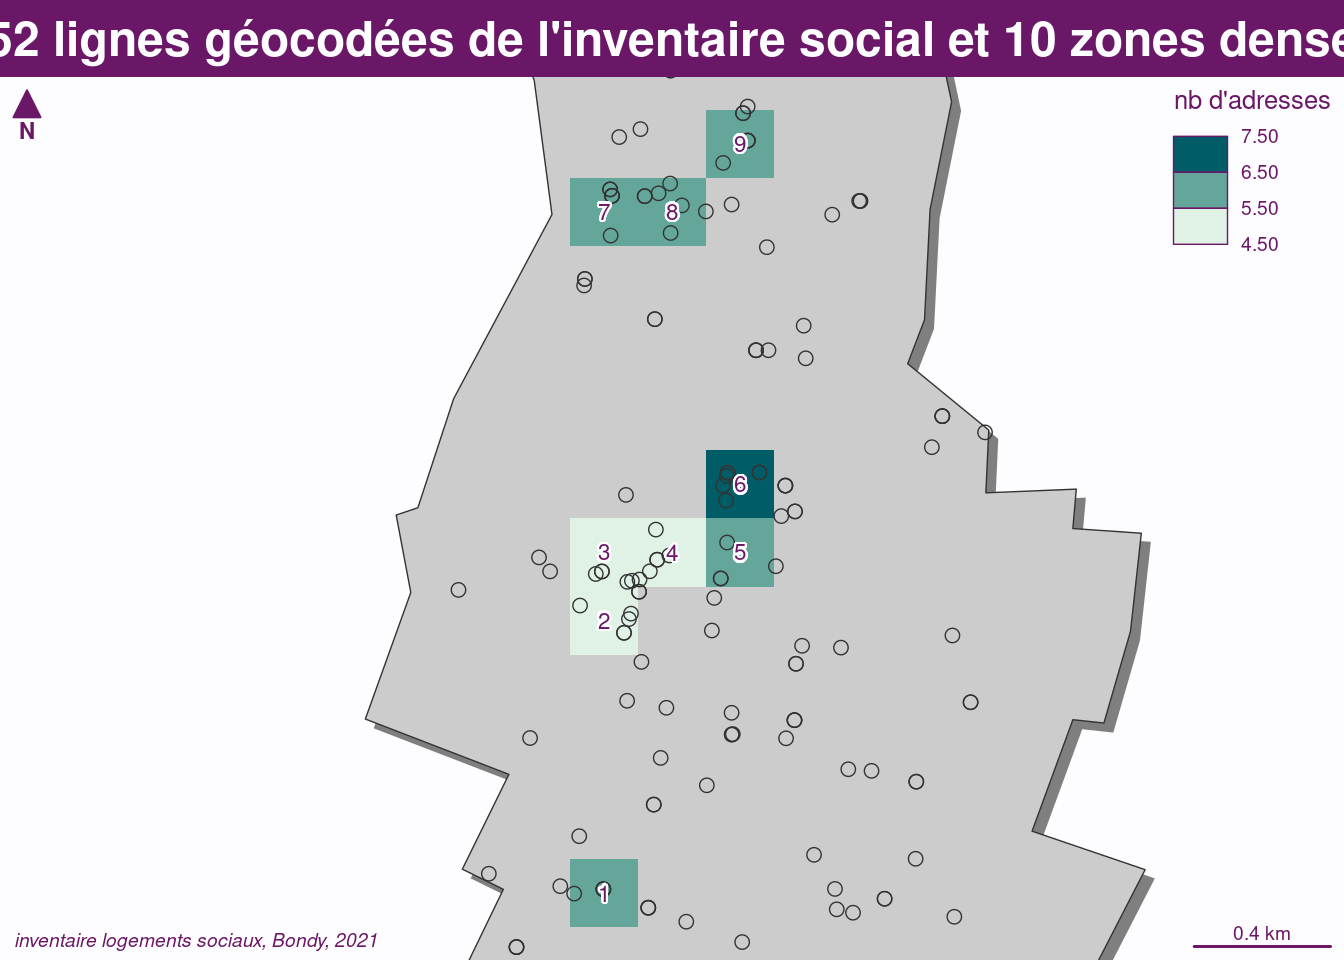 52 lignes géocodées de l'inventaire social et 10 zones dense
N
nb d'adresses
7.50
6.50
5.50
4.50
9
7
8
6
3
4
5
2
1
inventaire logements sociaux, Bondy, 2021
0.4 km